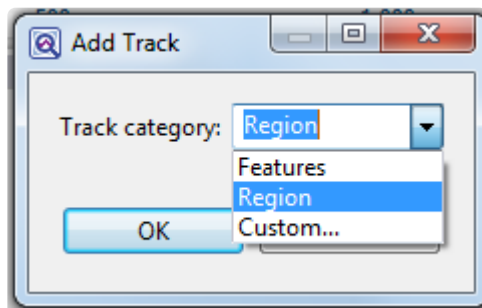 Add Track
Track category: Region
Features
Region
Custom...
OK